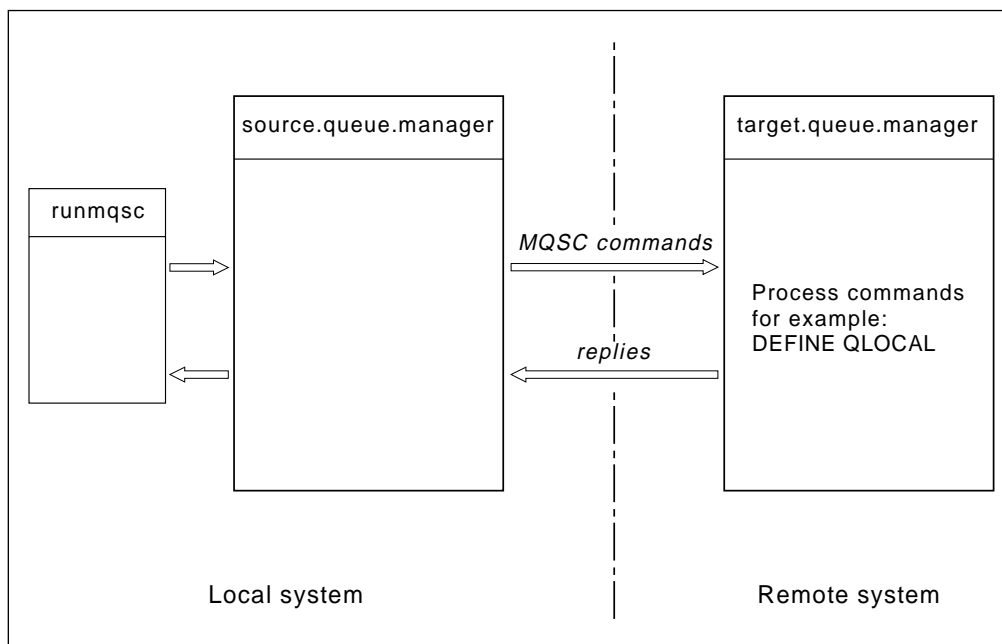 source.queue.manager
target.queue.manager
runmqsc
MQSC commands
Process commands
for example:
DEFINE QLOCAL
replies
Local system
Remote system